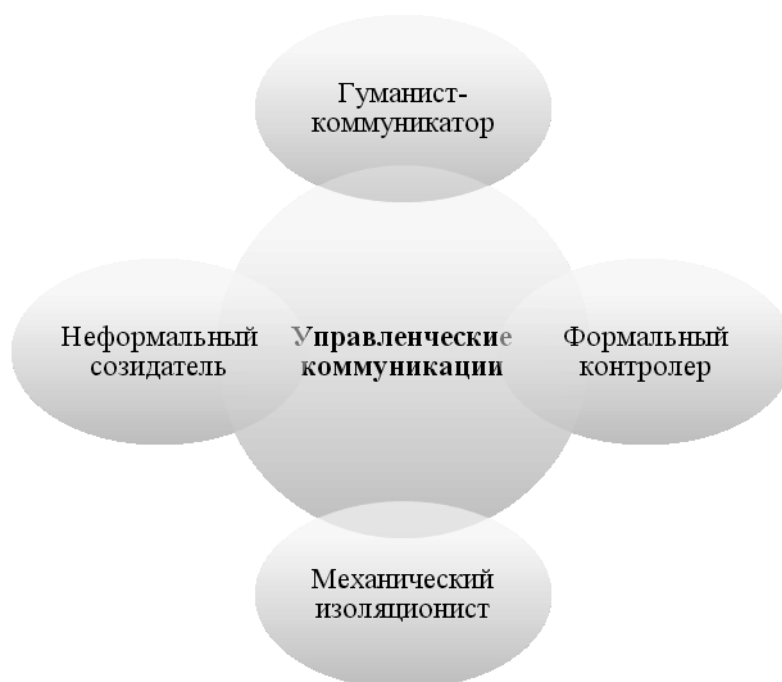 Гуманист-
коммуникатор
Неформальный
созидатель
Управленческие
коммуникации
Формальный
контролер
Механический
изоляционист